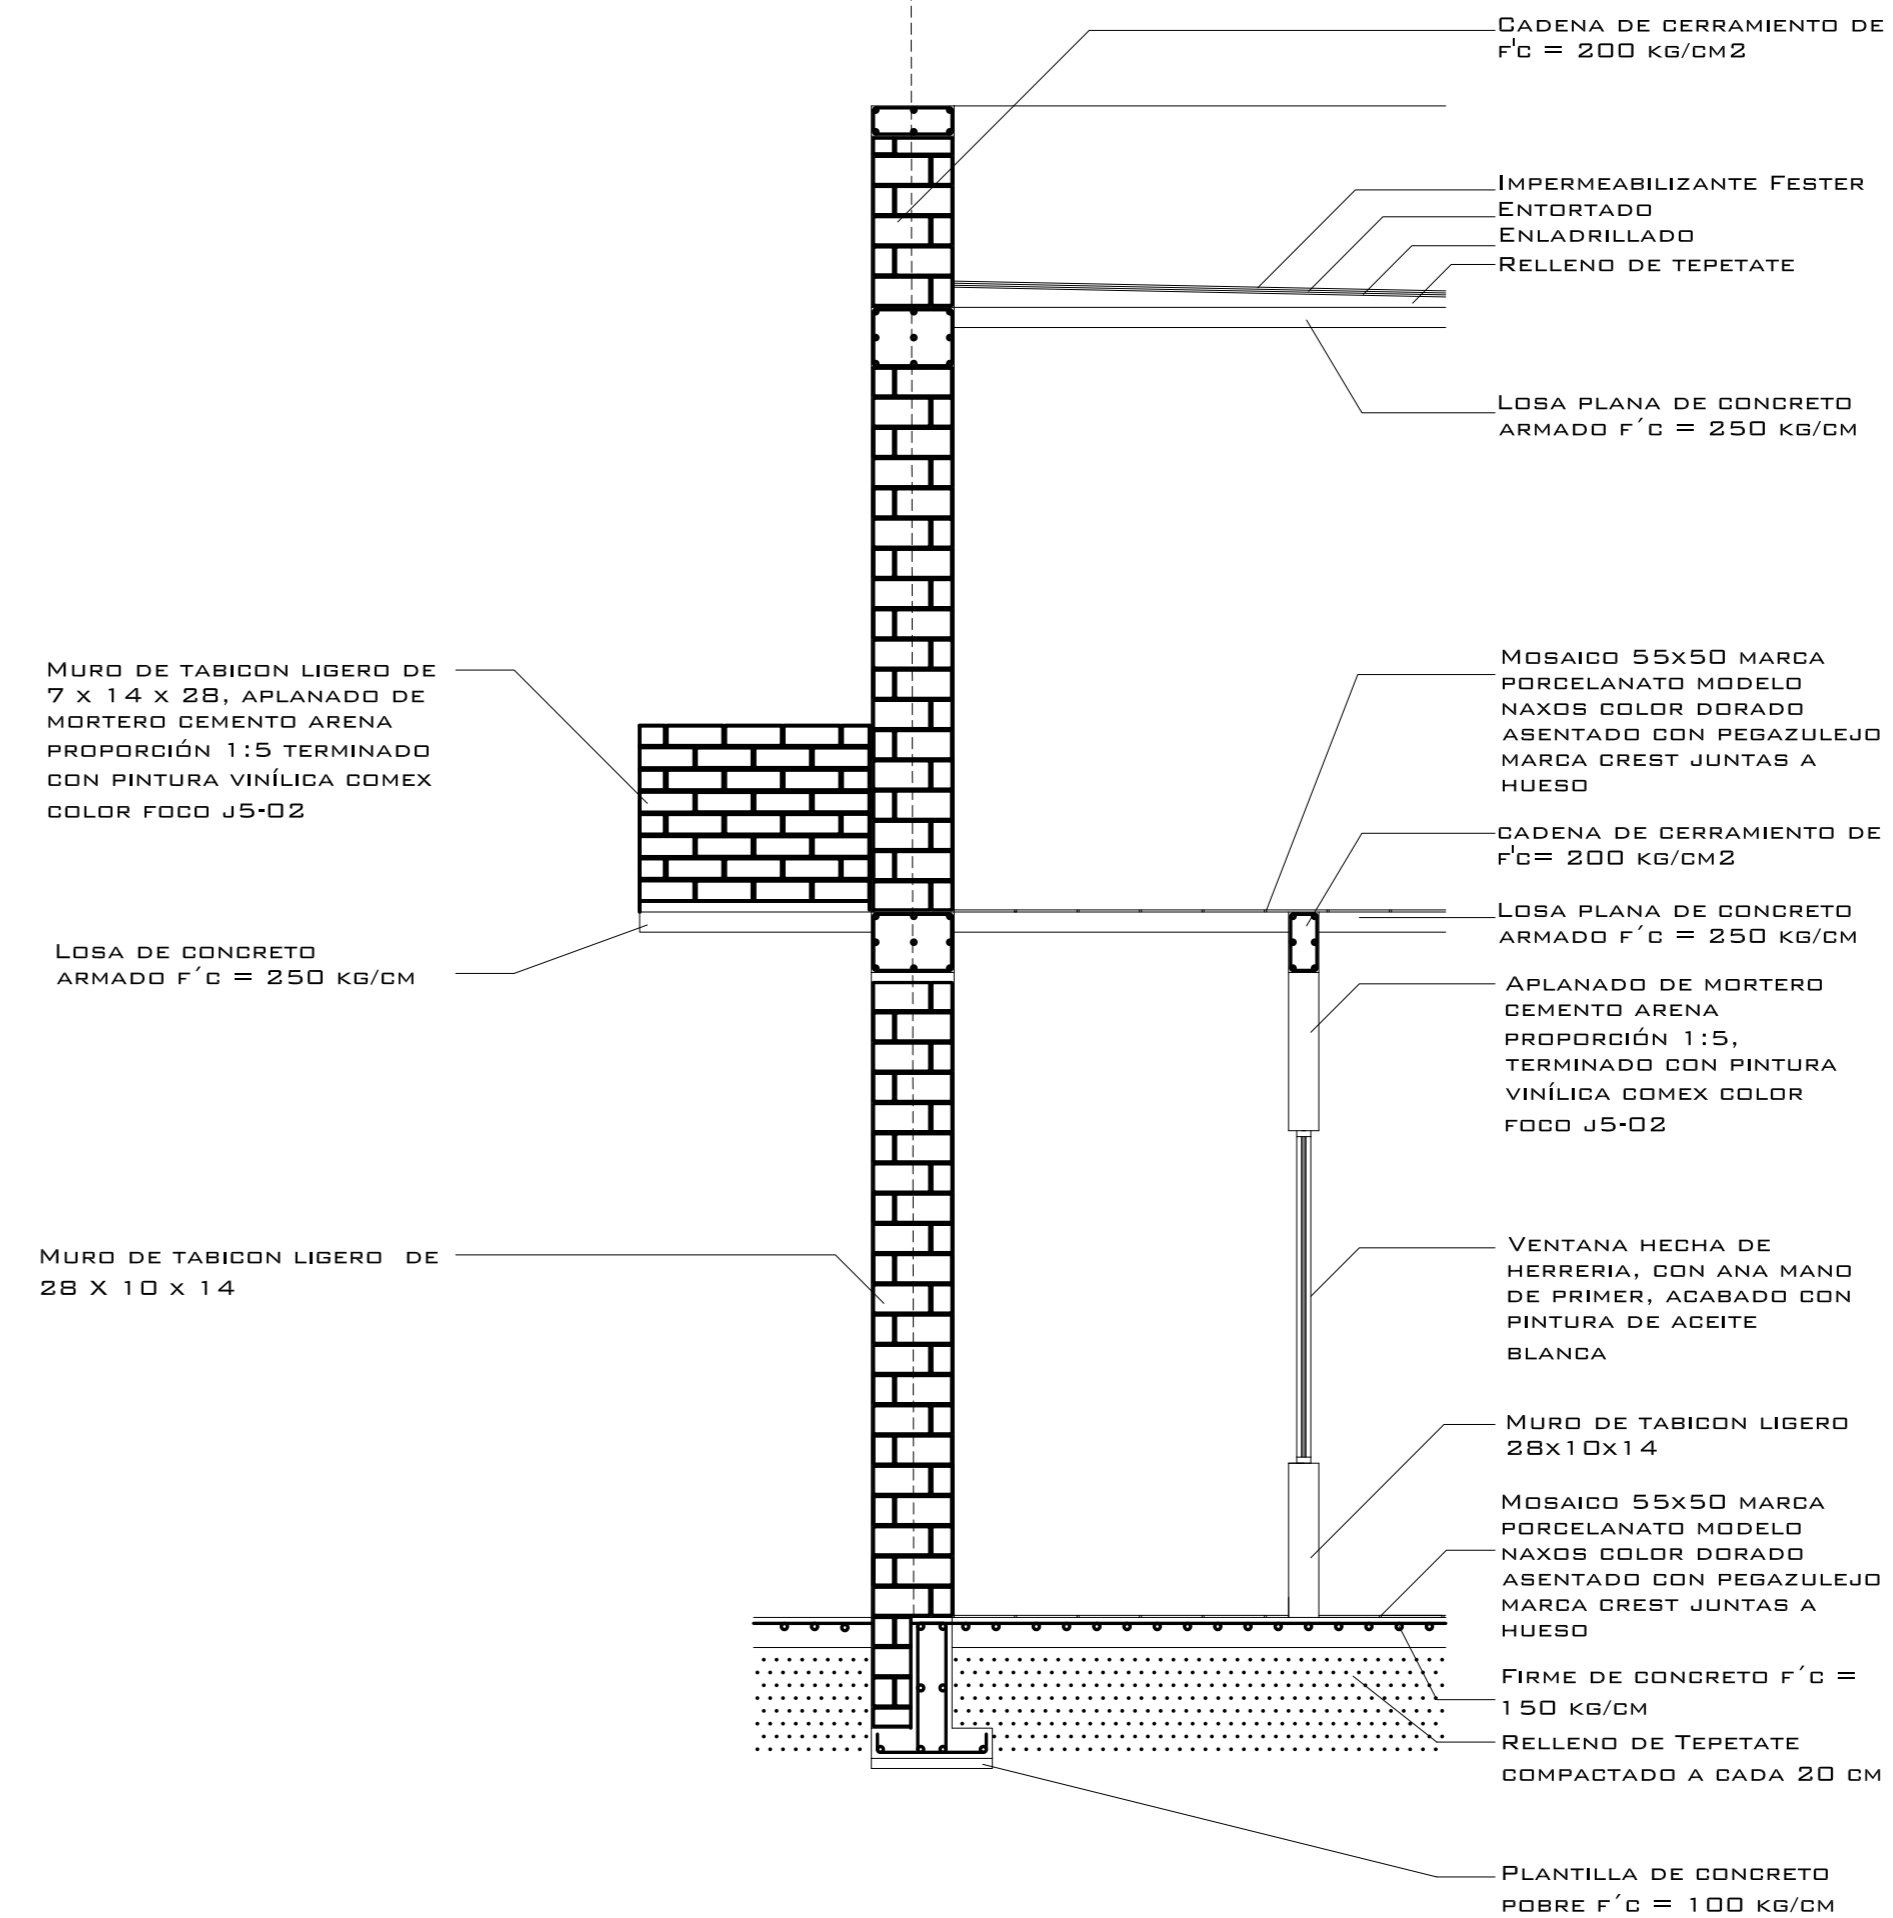 Cadena de cerramiento de
f'c = 200 kg/cm2
Impermeabilizante Fester
Entortado
Enladrillado
Relleno de tepetate
Losa plana de concreto
armado f´c = 250 kg/cm
Muro de tabicon ligero de
7 x 14 x 28, aplanado de
mortero cemento arena
proporción 1:5 terminado
con pintura vinílica comex
color foco j5-02
Losa de concreto
armado f´c = 250 kg/cm
Muro de tabicon ligero de
28 X 10 x 14
Mosaico 55x50 marca
porcelanato modelo
naxos color dorado
asentado con pegazulejo
marca crest juntas a
hueso
cadena de cerramiento de
f'c= 200 kg/cm2
Losa plana de concreto
armado f´c = 250 kg/cm
Aplanado de mortero
cemento arena
proporción 1:5,
terminado con pintura
vinílica comex color
foco j5-02
Ventana hecha de
herreria, con ana mano
de primer, acabado con
pintura de aceite
blanca
Muro de tabicon ligero
28x10x14
Mosaico 55x50 marca
porcelanato modelo
naxos color dorado
asentado con pegazulejo
marca crest juntas a
hueso
Firme de concreto f´c =
150 kg/cm
Relleno de Tepetate
compactado a cada 20 cm
Plantilla de concreto
pobre f´c = 100 kg/cm